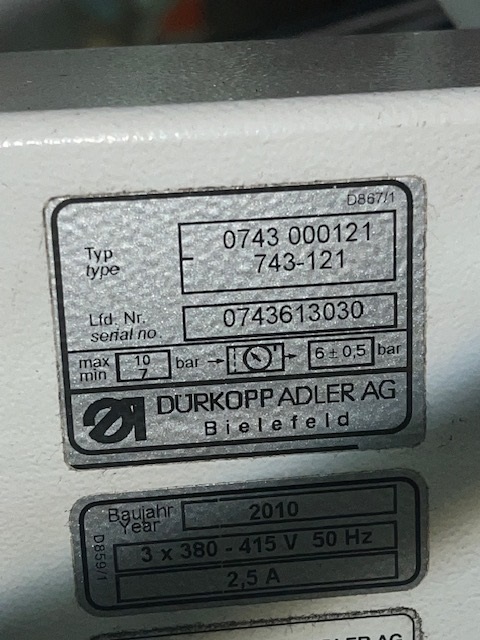 D867/1
Typ
type
0743 000121
743-121
Lfd. Nr.
serial no.
0743613030
max 10 bar
min 7
6 ± 0,5 bar
DÜRKOPP ADLER AG
Bielefeld
Baujahr
Year
2010
D859/1
3 x 380 - 415 V 50 Hz
2,5 A
ADLER AG